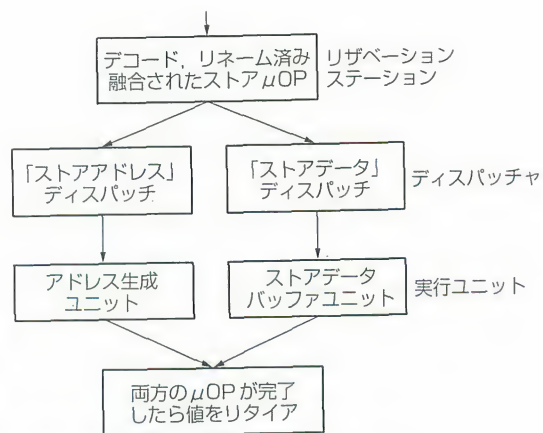 デコード，リネーム済み
融合されたストアμOP
リザベーション
ステーション
「ストアアドレス」
ディスパッチ
「ストアデータ」
ディスパッチ
ディスパッチャ
アドレス生成
ユニット
ストアデータ
バッファユニット
実行ユニット
両方のμOPが完了
したら値をリタイア